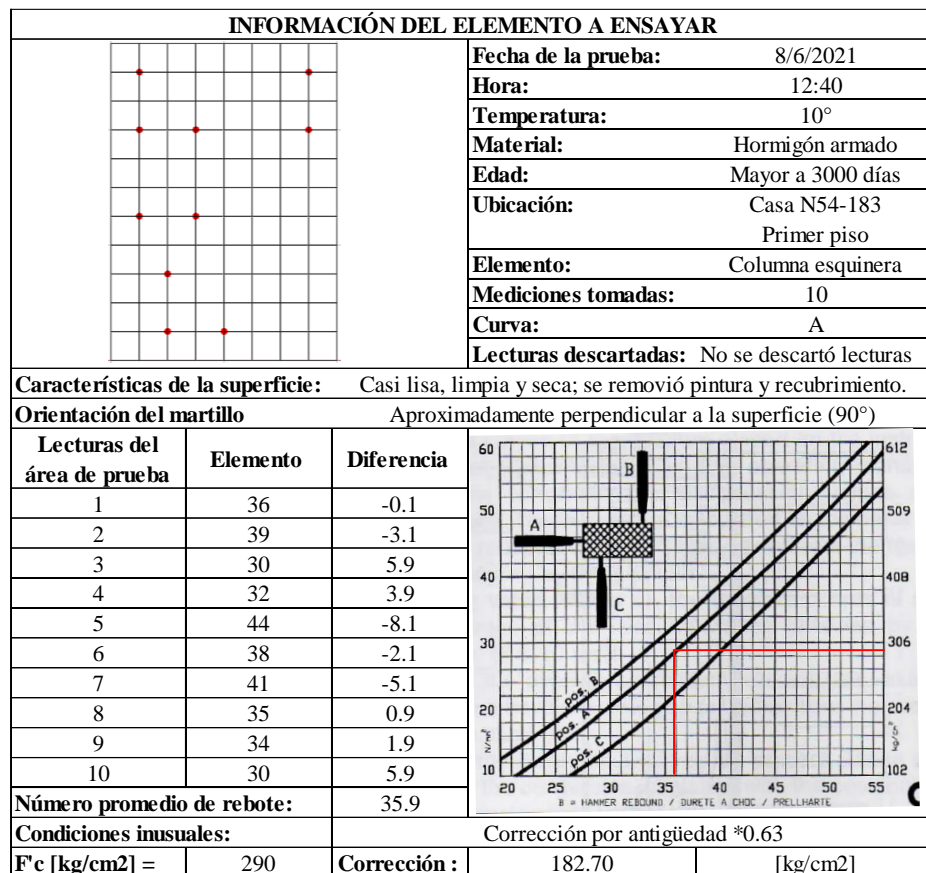 INFORMACIÓN DEL ELEMENTO A ENSAYAR
Fecha de la prueba: 8/6/2021
Hora: 12:40
Temperatura: 10°
Material: Hormigón armado
Edad: Mayor a 3000 días
Ubicación: Casa N54-183
Primer piso
Elemento: Columna esquinera
Mediciones tomadas: 10
Curva: A
Lecturas descartadas: No se descartó lecturas
Características de la superficie: Casi lisa, limpia y seca; se removió pintura y recubrimiento.
Orientación del martillo Aproximadamente perpendicular a la superficie (90°)
Lecturas del área de prueba Elemento Diferencia
1 36 -0.1
2 39 -3.1
3 30 5.9
4 32 3.9
5 44 -8.1
6 38 -2.1
7 41 -5.1
8 35 0.9
9 34 1.9
10 30 5.9
Número promedio de rebote: 35.9
60 612
B
50 509
A
40 408
C
30 306
pos. B
20 204
pos. A
pos. C
N/mm² kg/cm²
10 102
20 25 30 35 40 45 50 55
B = HAMMER REBOUND / DURETE A CHOC / PRELLHARTE
Condiciones inusuales: Corrección por antigüedad *0.63
F'c [kg/cm2] = 290 Corrección : 182.70 [kg/cm2]